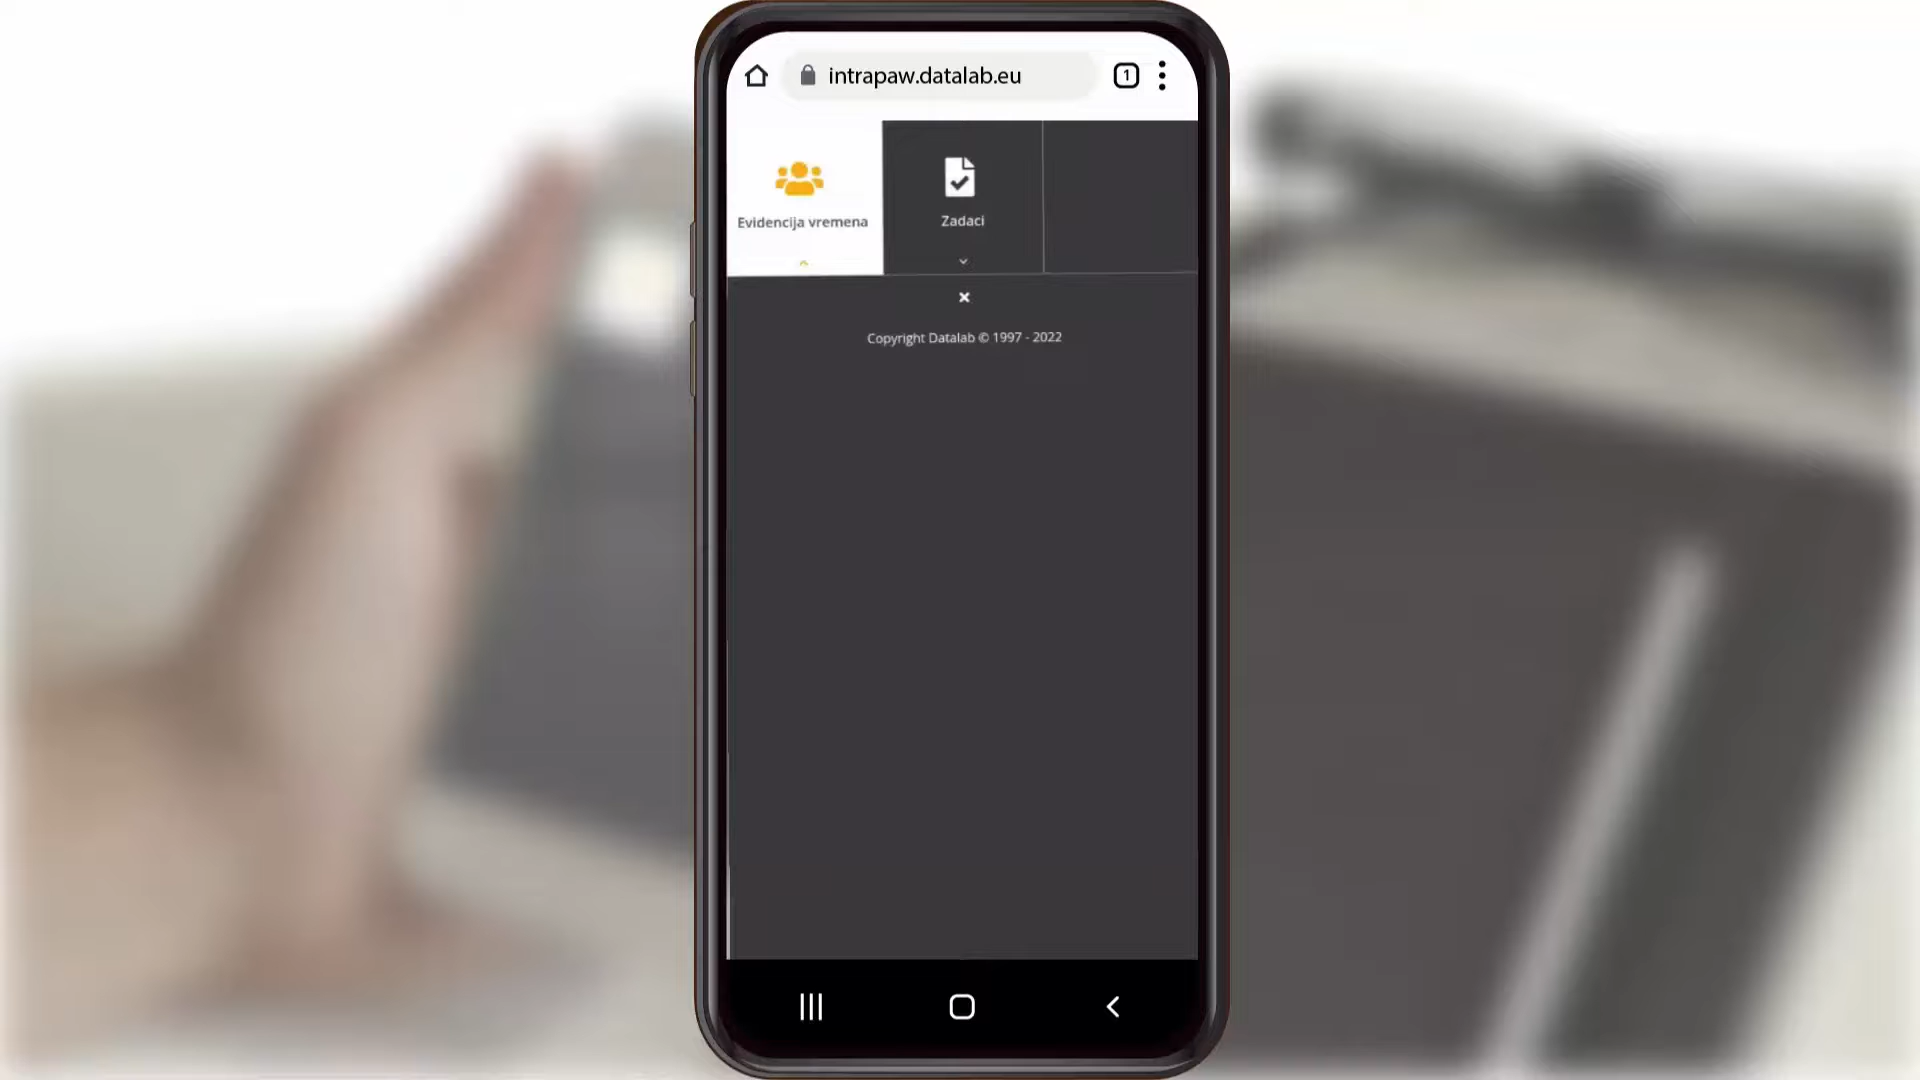 intrapaw.datalab.eu
1
Evidencija vremena
Zadaci
Copyright Datalab © 1997 - 2022